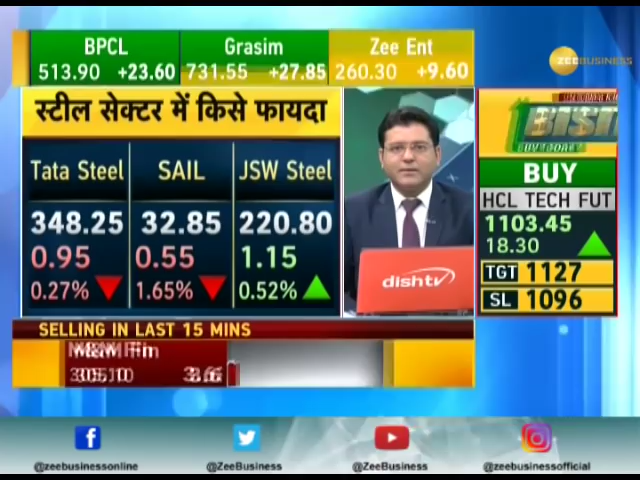 BPCL
513.90 +23.60
Grasim
731.55 +27.85
Zee Ent
260.30 +9.60
ZEEBUSINESS
स्टील सेक्टर में किसे फायदा
Tata Steel
348.25
0.95
0.27%
SAIL
32.85
0.55
1.65%
JSW Steel
220.80
1.15
0.52%
dishtv
BUY TODAY
BUY
HCL TECH FUT
1103.45
18.30
TGT 1127
SL 1096
SELLING IN LAST 15 MINS
@zeebusinessonline
@ZeeBusiness
@ZeeBusiness
@zeebusinessofficial